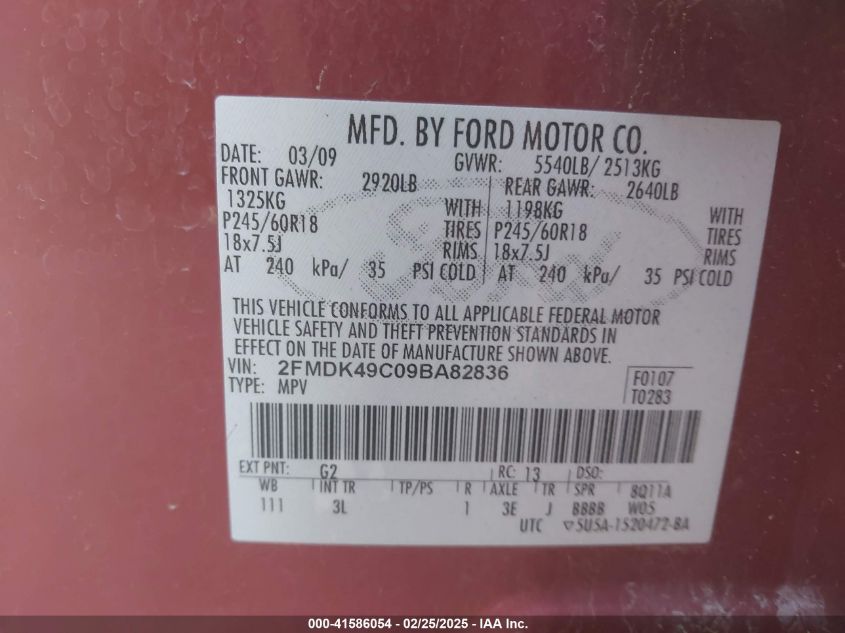 MFD. BY FORD MOTOR CO.
DATE: 03/09 GVWR: 5540LB/ 2513KG
FRONT GAWR: 2920LB REAR GAWR: 2640LB
1325KG WITH 1198KG WITH
P245/60R18 TIRES P245/60R18 TIRES
18x7.5J RIMS 18x7.5J RIMS
AT 240 kPa/ 35 PSI COLD AT 240 kPa/ 35 PSI COLD
Ford
THIS VEHICLE CONFORMS TO ALL APPLICABLE FEDERAL MOTOR
VEHICLE SAFETY AND THEFT PREVENTION STANDARDS IN
EFFECT ON THE DATE OF MANUFACTURE SHOWN ABOVE.
VIN: 2FMDK49C09BA82836
TYPE: MPV
F0107
T0283
EXT PNT: G2 RC: 13 DSO:
WB INT TR TP/PS R AXLE TR SPR 8Q11A
111 3L 1 3E J BBBB W05
UTC ▽5U5A-1520472-BA
000-41586054 / 02/25/2025 - IAA Inc.